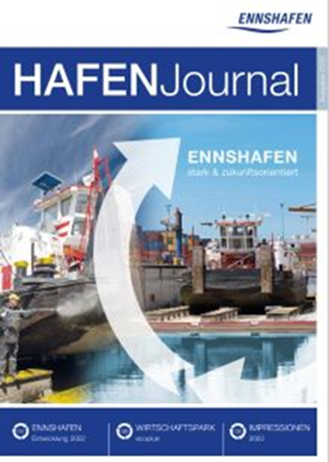 ENNSHAFEN
HAFENJournal
ENNSHAFEN
stark & zukunftsorientiert
ENNSHAFEN
Entwicklung 2022
WIRTSCHAFTSPARK
ecoplus
IMPRESSIONEN
2022